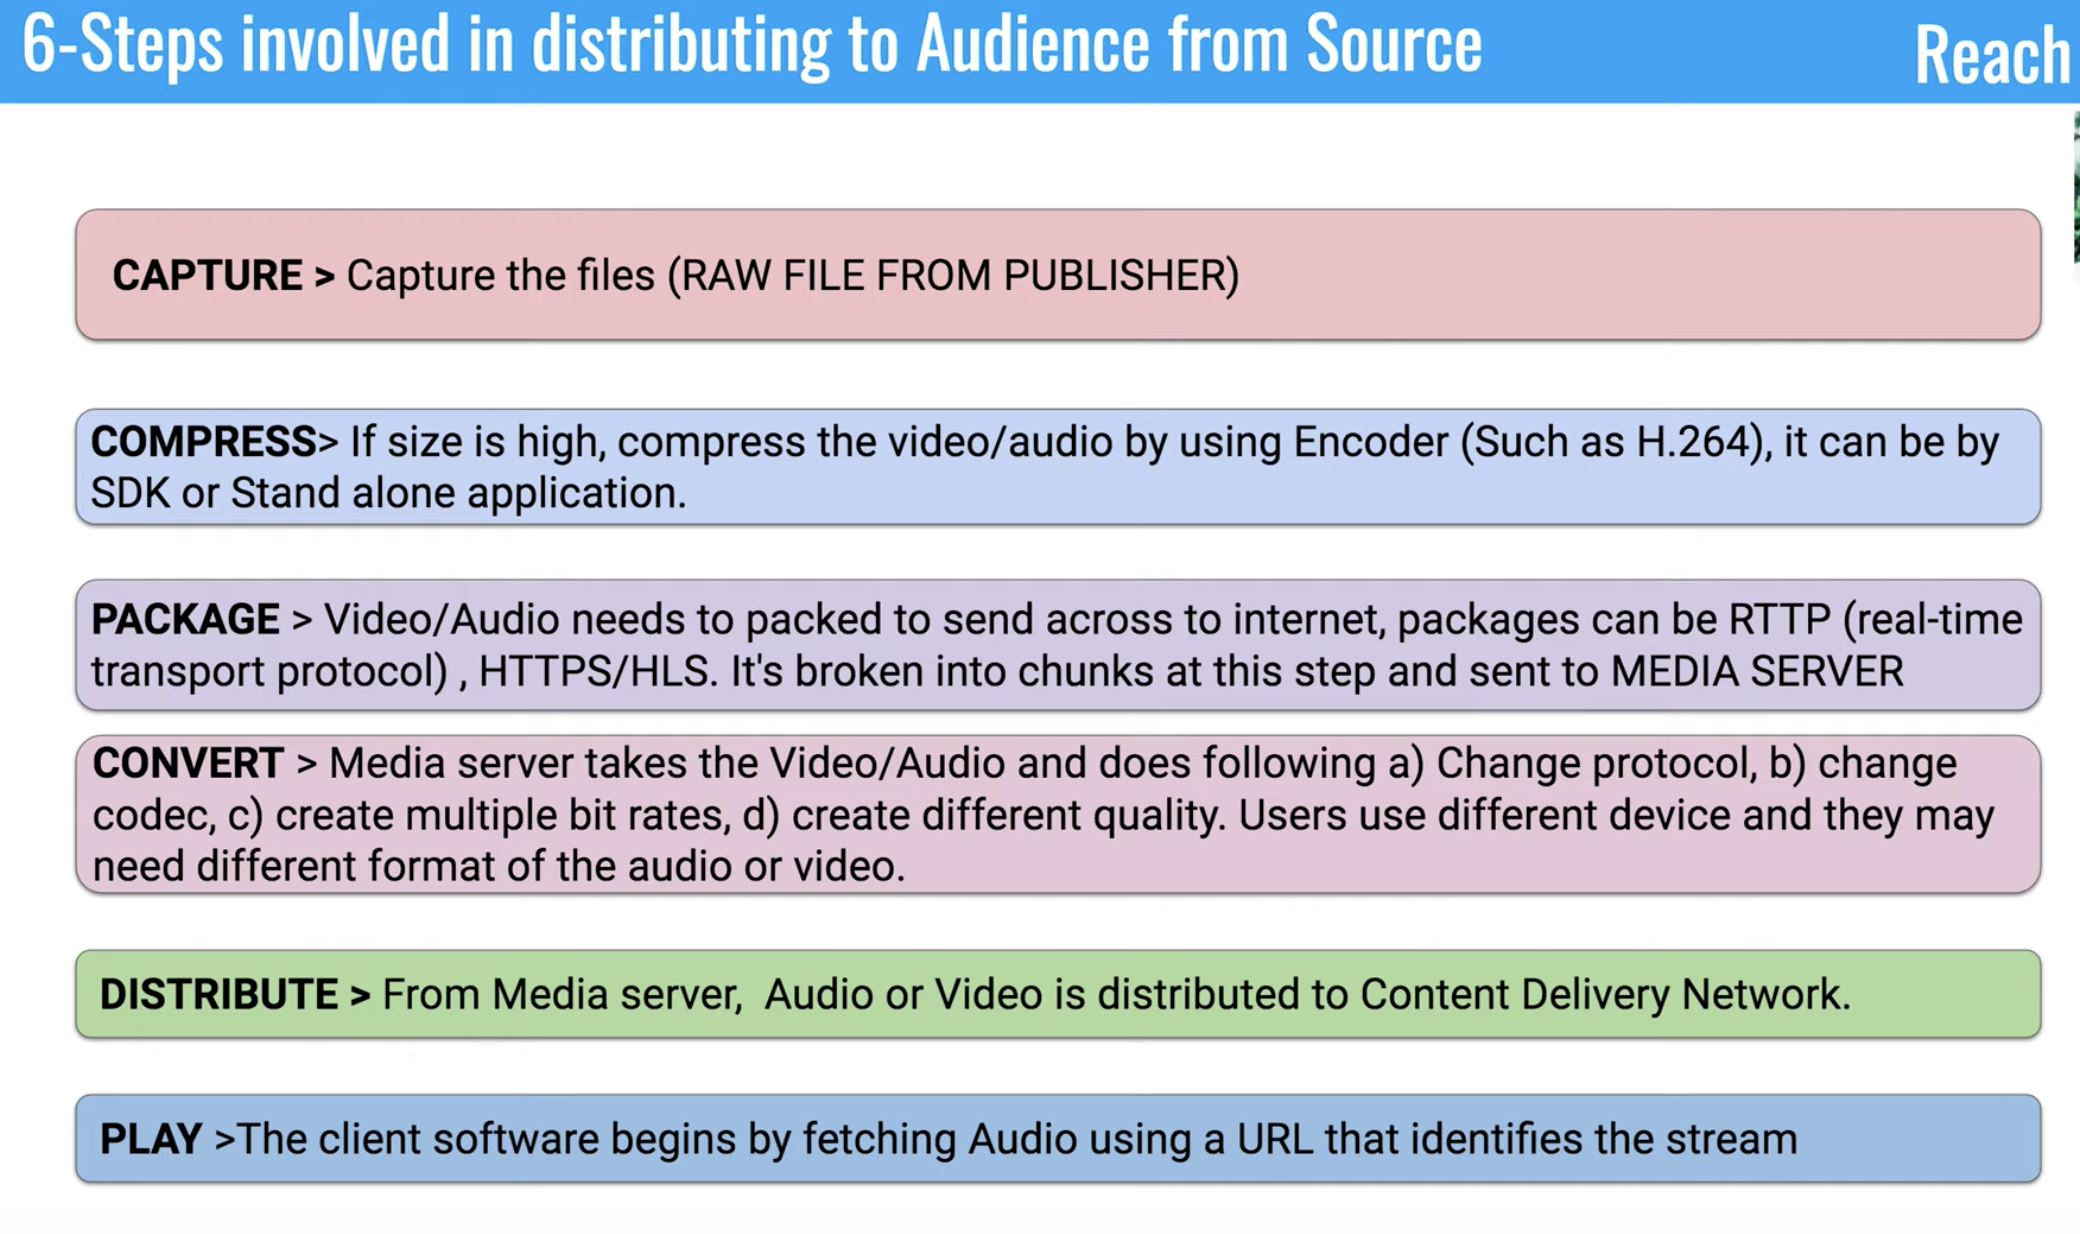 6-Steps involved in distributing to Audience from Source
Reach
CAPTURE > Capture the files (RAW FILE FROM PUBLISHER)
COMPRESS> If size is high, compress the video/audio by using Encoder (Such as H.264), it can be by
SDK or Stand alone application.
PACKAGE > Video/Audio needs to packed to send across to internet, packages can be RTTP (real-time
transport protocol) , HTTPS/HLS. It's broken into chunks at this step and sent to MEDIA SERVER
CONVERT > Media server takes the Video/Audio and does following a) Change protocol, b) change
codec, c) create multiple bit rates, d) create different quality. Users use different device and they may
need different format of the audio or video.
DISTRIBUTE > From Media server,  Audio or Video is distributed to Content Delivery Network.
PLAY >The client software begins by fetching Audio using a URL that identifies the stream